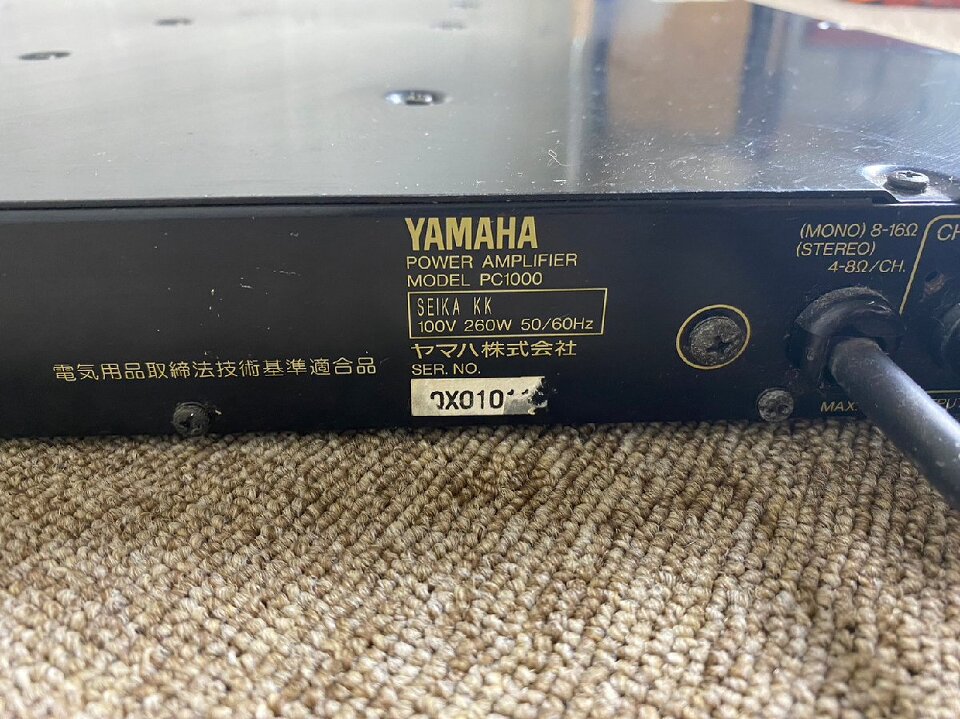 YAMAHA
POWER AMPLIFIER
MODEL PC1000
SEIKA KK
100V 260W 50/60Hz
ヤマハ株式会社
SER. NO.
電気用品取締法技術基準適合品
(MONO) 8-16Ω
(STEREO)
4-8Ω/CH.
MAX.